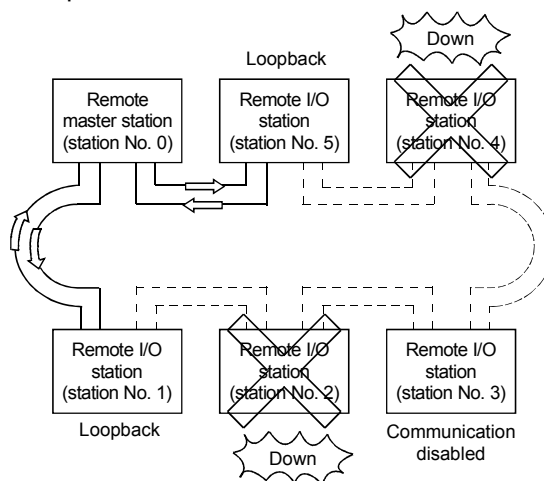 Down
Loopback
Remote
master station
(station No. 0)
Remote I/O
station
(station No. 5)
Remote I/O
station
(station No. 4)
Remote I/O
station
(station No. 1)
Remote I/O
station
(station No. 2)
Remote I/O
station
(station No. 3)
Loopback
Down
Communication
disabled